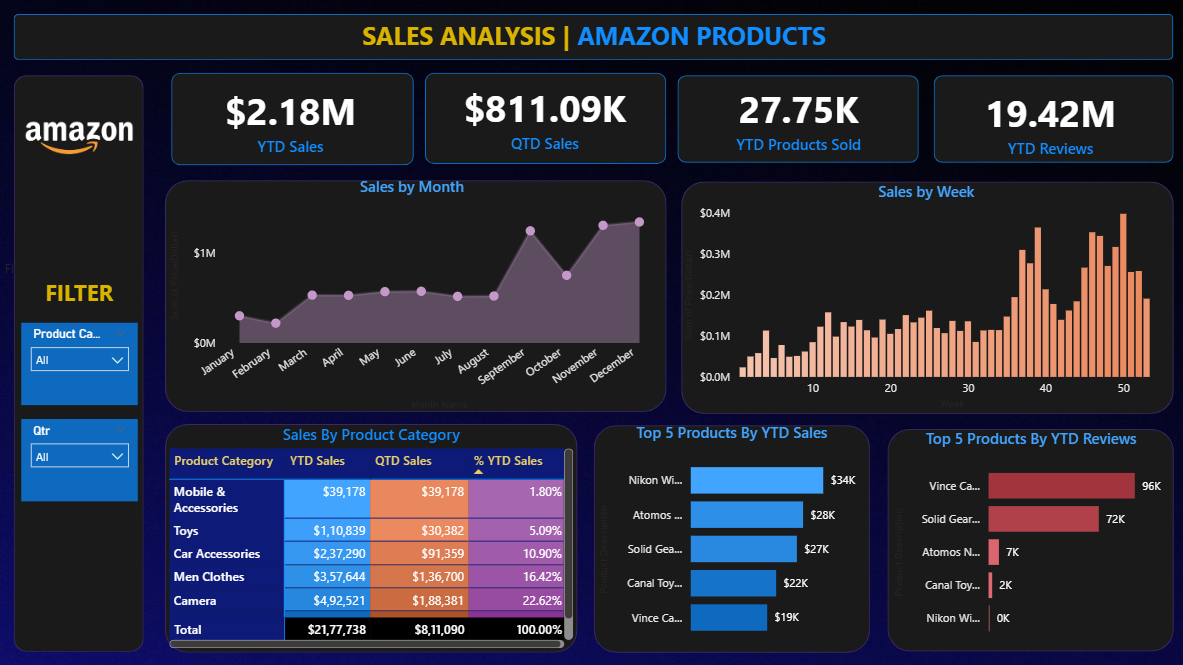 SALES ANALYSIS | AMAZON PRODUCTS
amazon
$2.18M
YTD Sales
$811.09K
QTD Sales
27.75K
YTD Products Sold
19.42M
YTD Reviews
FILTER
Product Ca...
All
Qtr
All
Sales by Month
$1M
$0M
January
February
March
April
May
June
July
August
September
October
November
December
Month Name
Sales by Week
$0.4M
$0.3M
$0.2M
$0.1M
$0.0M
10 20 30 40 50
Week
Sales By Product Category
Product Category YTD Sales QTD Sales % YTD Sales
Mobile &
Accessories $39,178 $39,178 1.80%
Toys $1,10,839 $30,382 5.09%
Car Accessories $2,37,290 $91,359 10.90%
Men Clothes $3,57,644 $1,36,700 16.42%
Camera $4,92,521 $1,88,381 22.62%
Total $21,77,738 $8,11,090 100.00%
Top 5 Products By YTD Sales
Nikon Wi... $34K
Atomos ... $28K
Solid Gea... $27K
Canal Toy... $22K
Vince Ca... $19K
Top 5 Products By YTD Reviews
Vince Ca... 96K
Solid Gear... 72K
Atomos N... 7K
Canal Toy... 2K
Nikon Wi... 0K